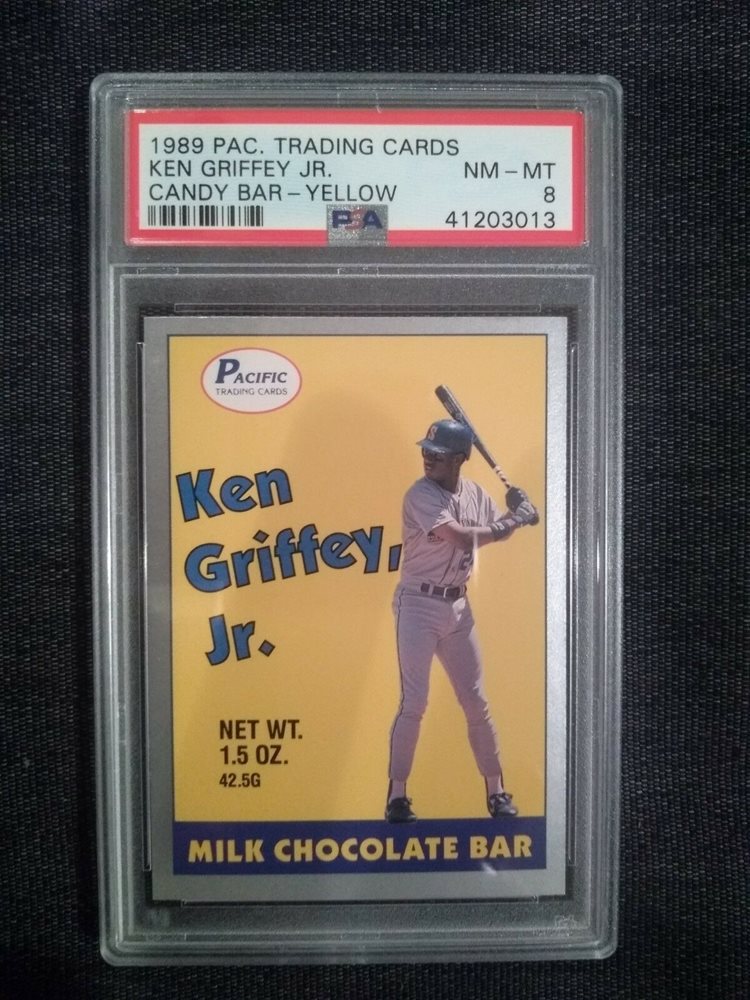 1989 PAC. TRADING CARDS
KEN GRIFFEY JR. NM - MT
CANDY BAR - YELLOW 8
PSA 41203013
PACIFIC
TRADING CARDS
S
Ken
Griffey,
Jr.
2
NET WT.
1.5 OZ.
42.5G
MILK CHOCOLATE BAR